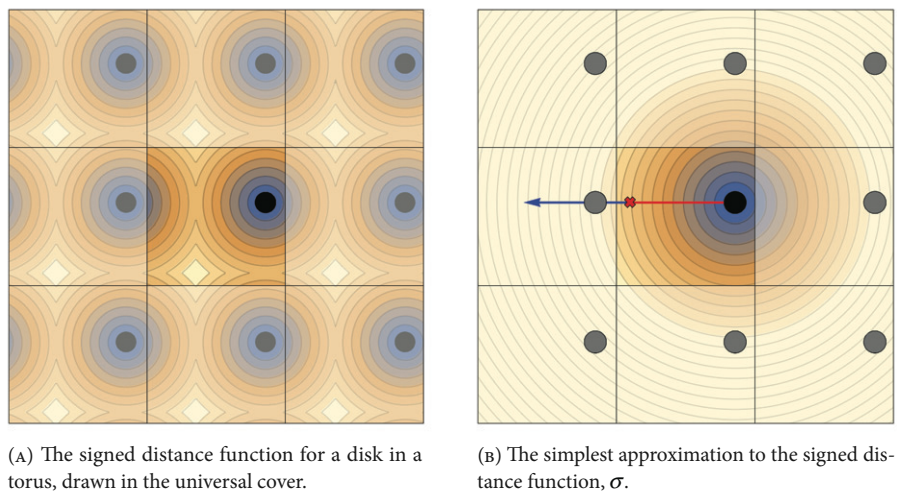 (A) The signed distance function for a disk in a
torus, drawn in the universal cover.
(B) The simplest approximation to the signed dis-
tance function, σ.